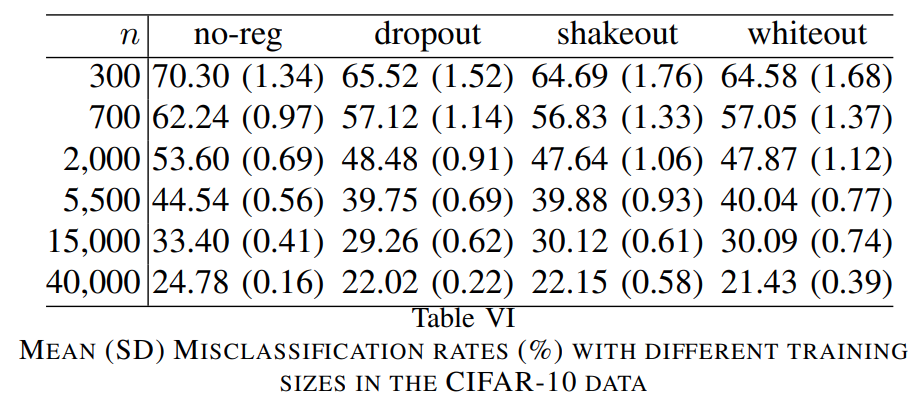 n no-reg dropout shakeout whiteout
300 70.30 (1.34) 65.52 (1.52) 64.69 (1.76) 64.58 (1.68)
700 62.24 (0.97) 57.12 (1.14) 56.83 (1.33) 57.05 (1.37)
2,000 53.60 (0.69) 48.48 (0.91) 47.64 (1.06) 47.87 (1.12)
5,500 44.54 (0.56) 39.75 (0.69) 39.88 (0.93) 40.04 (0.77)
15,000 33.40 (0.41) 29.26 (0.62) 30.12 (0.61) 30.09 (0.74)
40,000 24.78 (0.16) 22.02 (0.22) 22.15 (0.58) 21.43 (0.39)
Table VI
MEAN (SD) MISCLASSIFICATION RATES (%) WITH DIFFERENT TRAINING
SIZES IN THE CIFAR-10 DATA